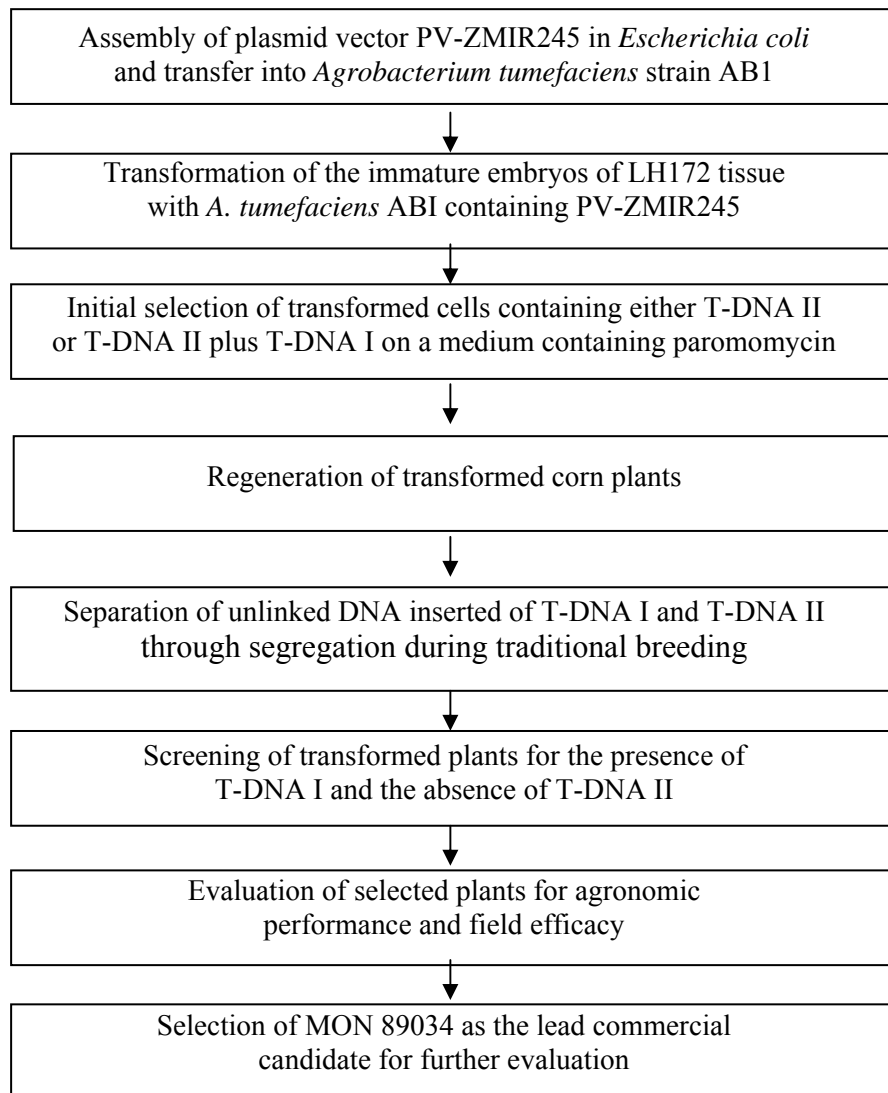 Assembly of plasmid vector PV-ZMIR245 in Escherichia coli
and transfer into Agrobacterium tumefaciens strain AB1
Transformation of the immature embryos of LH172 tissue
with A. tumefaciens ABI containing PV-ZMIR245
Initial selection of transformed cells containing either T-DNA II
or T-DNA II plus T-DNA I on a medium containing paromomycin
Regeneration of transformed corn plants
Separation of unlinked DNA inserted of T-DNA I and T-DNA II
through segregation during traditional breeding
Screening of transformed plants for the presence of
T-DNA I and the absence of T-DNA II
Evaluation of selected plants for agronomic
performance and field efficacy
Selection of MON 89034 as the lead commercial
candidate for further evaluation